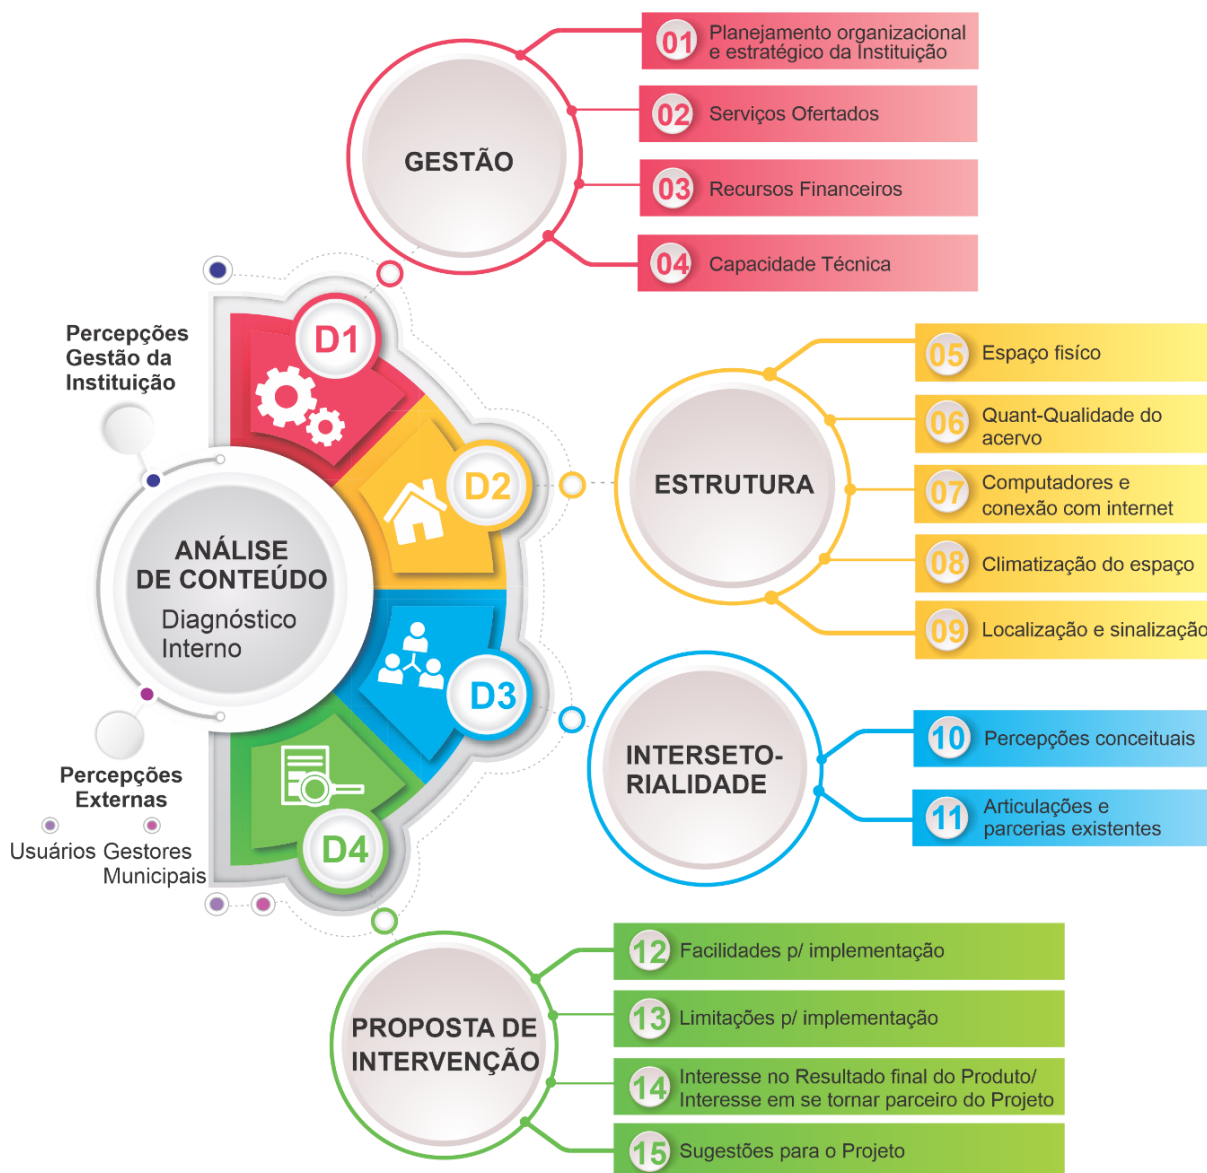 GESTÃO
01
Planejamento organizacional
e estratégico da Instituição
02
Serviços Ofertados
03
Recursos Financeiros
04
Capacidade Técnica
Percepções
Gestão da
Instituição
D1
D2
D3
D4
ANÁLISE
DE CONTEÚDO
Diagnóstico
Interno
Percepções
Externas
Usuários
Gestores
Municipais
ESTRUTURA
05
Espaço fisíco
06
Quant-Qualidade do
acervo
07
Computadores e
conexão com internet
08
Climatização do espaço
09
Localização e sinalização
INTERSETO-
RIALIDADE
10
Percepções conceituais
11
Articulações e
parcerias existentes
PROPOSTA DE
INTERVENÇÃO
12
Facilidades p/ implementação
13
Limitações p/ implementação
14
Interesse no Resultado final do Produto/
Interesse em se tornar parceiro do Projeto
15
Sugestões para o Projeto